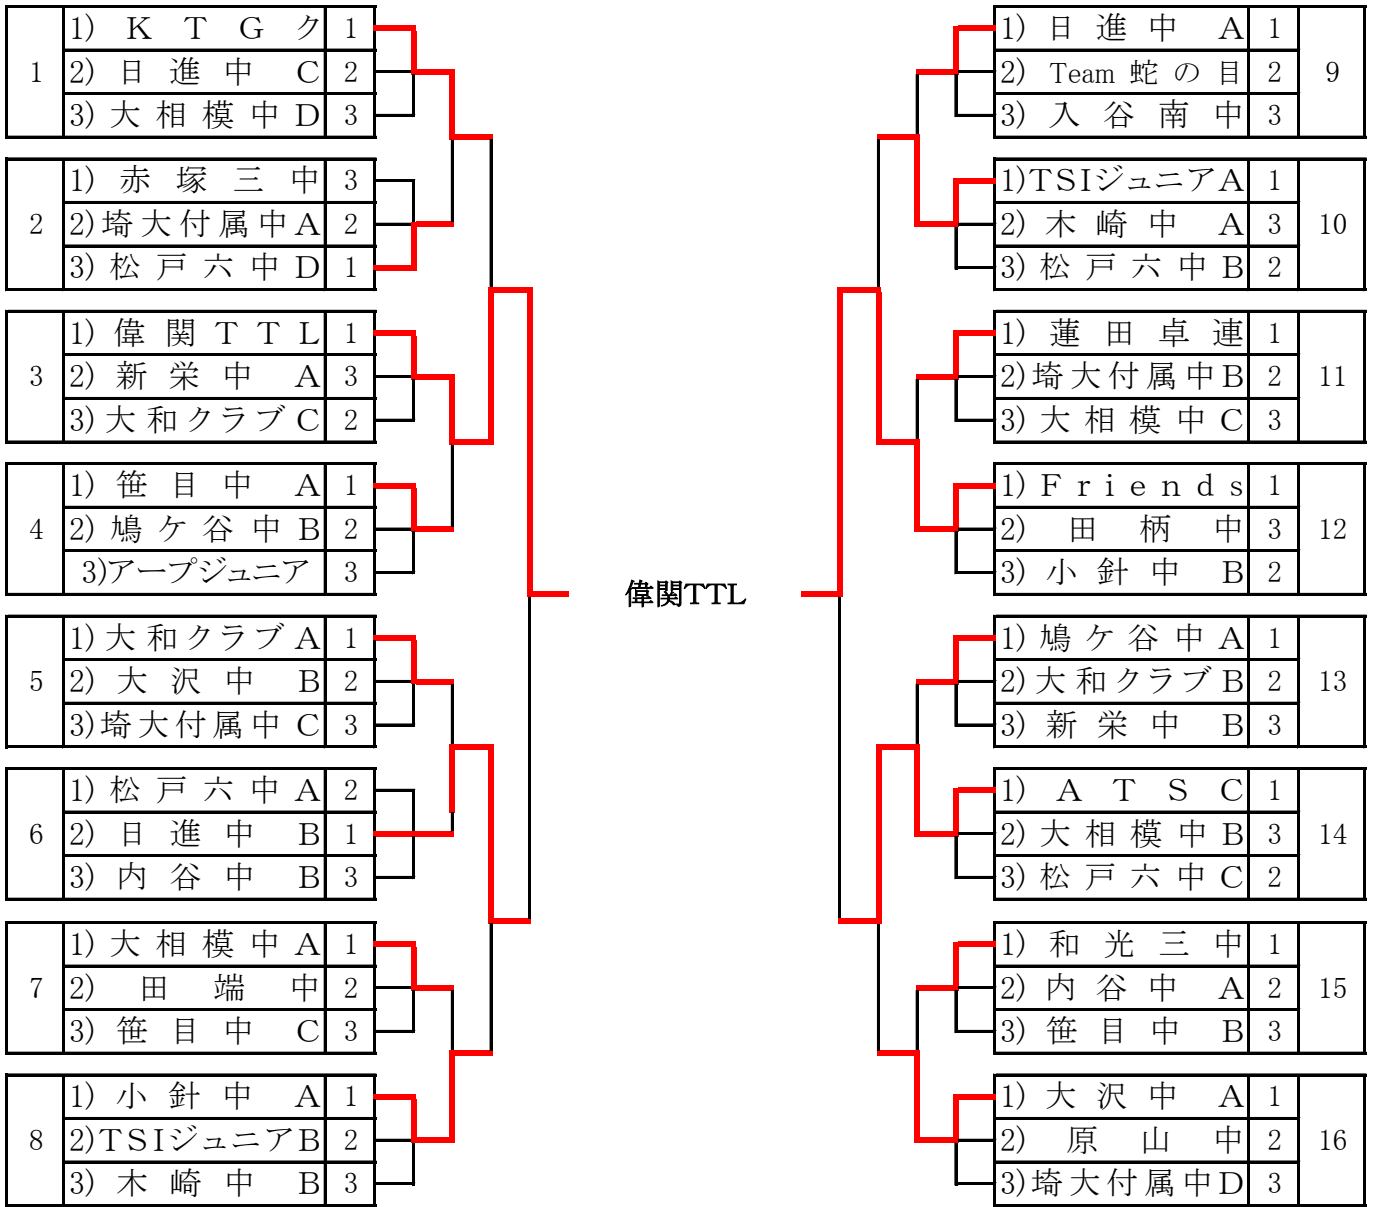 1
1) K T G ク 1
2) 日 進 中 C 2
3) 大 相 模 中 D 3
2
1) 赤 塚 三 中 3
2) 埼 大 付 属 中 A 2
3) 松 戸 六 中 D 1
3
1) 偉 関 T T L 1
2) 新 栄 中 A 3
3) 大 和 ク ラ ブ C 2
4
1) 笹 目 中 A 1
2) 鳩 ケ 谷 中 B 2
3)アープジュニア 3
5
1) 大 和 ク ラ ブ A 1
2) 大 沢 中 B 2
3) 埼 大 付 属 中 C 3
6
1) 松 戸 六 中 A 2
2) 日 進 中 B 1
3) 内 谷 中 B 3
7
1) 大 相 模 中 A 1
2) 田 端 中 2
3) 笹 目 中 C 3
8
1) 小 針 中 A 1
2)TSIジュニアB 2
3) 木 崎 中 B 3
偉関TTL
1) 日 進 中 A 1
2) Team 蛇 の 目 2
3) 入 谷 南 中 3
9
1)TSIジュニアA 1
2) 木 崎 中 A 3
3) 松 戸 六 中 B 2
10
1) 蓮 田 卓 連 1
2) 埼 大 付 属 中 B 2
3) 大 相 模 中 C 3
11
1) F r i e n d s 1
2) 田 柄 中 3
3) 小 針 中 B 2
12
1) 鳩 ケ 谷 中 A 1
2) 大 和 ク ラ ブ B 2
3) 新 栄 中 B 3
13
1) A T S C 1
2) 大 相 模 中 B 3
3) 松 戸 六 中 C 2
14
1) 和 光 三 中 1
2) 内 谷 中 A 2
3) 笹 目 中 B 3
15
1) 大 沢 中 A 1
2) 原 山 中 2
3) 埼 大 付 属 中 D 3
16